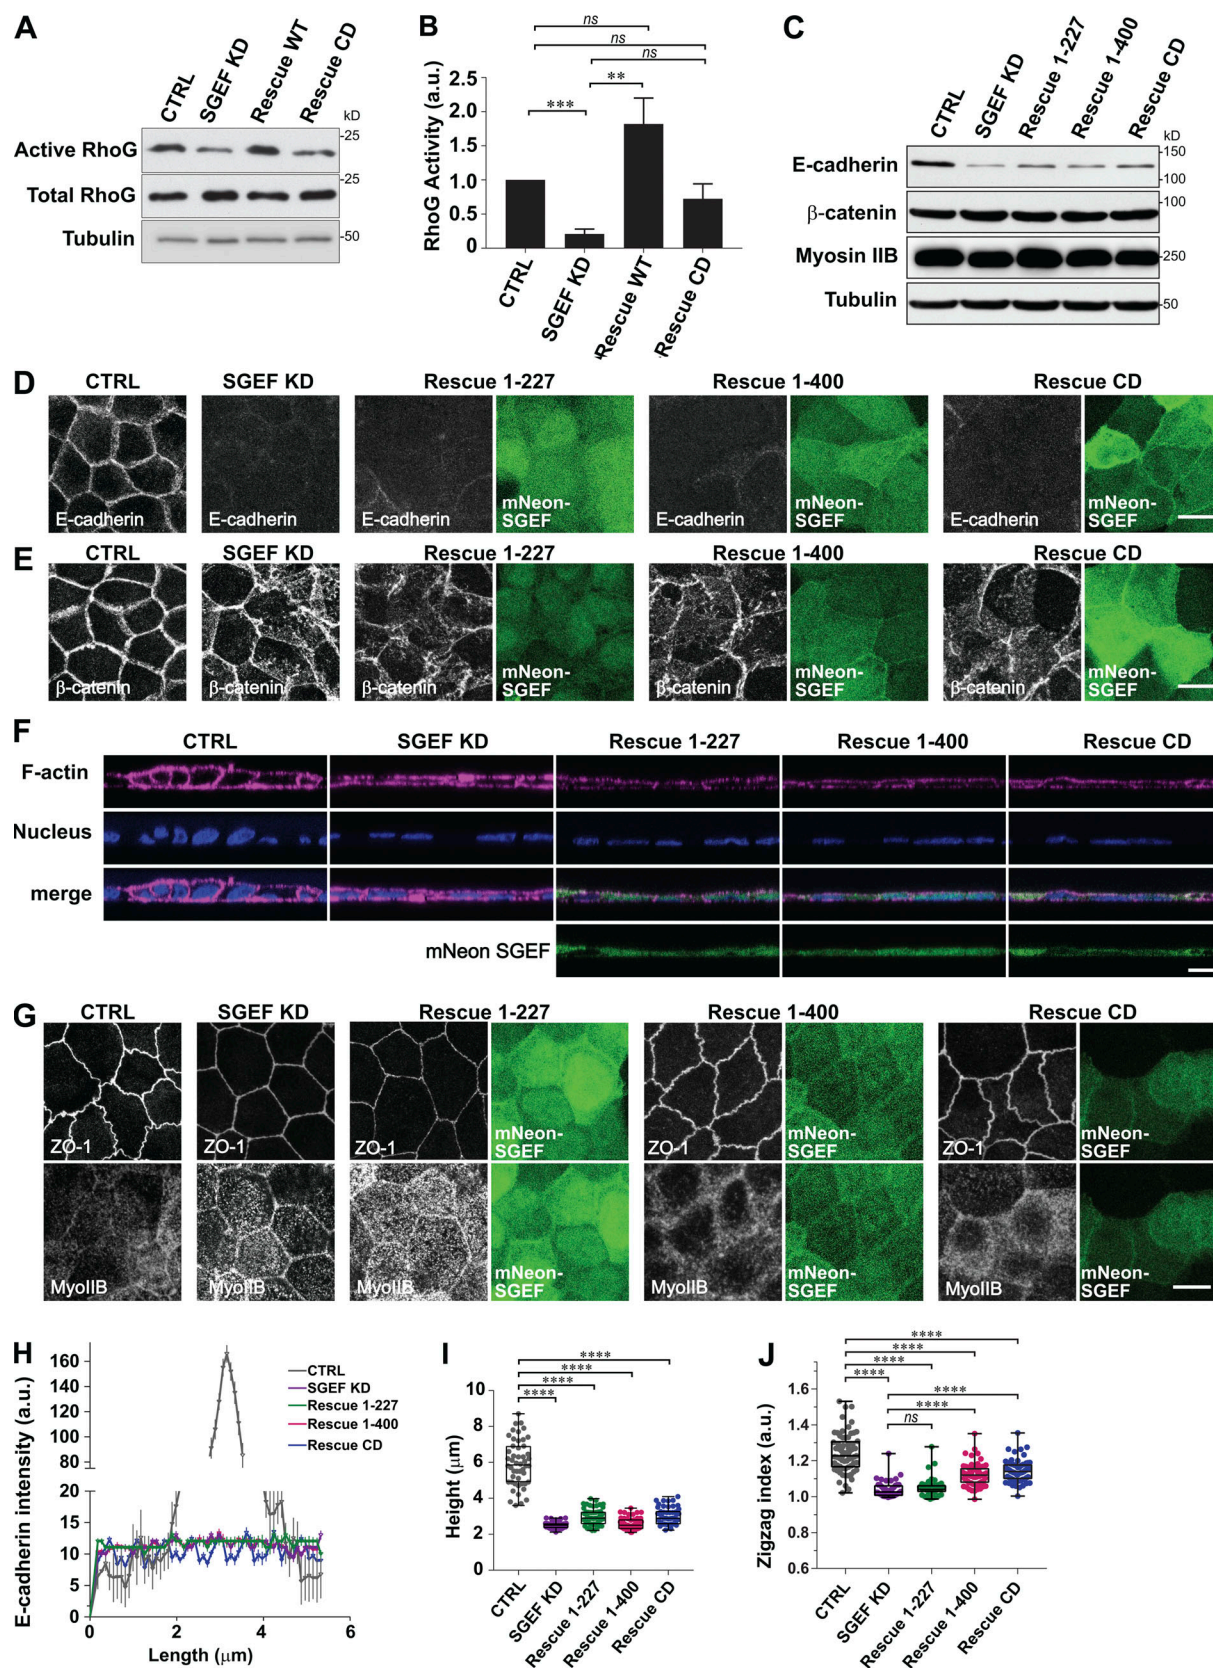 A
CTRL
SGEF KD
Rescue WT
Rescue CD
kD
Active RhoG
25
Total RhoG
25
Tubulin
50
B
ns
ns
ns
***
**
RhoG Activity (a.u.)
2.5
2.0
1.5
1.0
0.5
0
CTRL
SGEF KD
Rescue WT
Rescue CD
C
CTRL
SGEF KD
Rescue 1-227
Rescue 1-400
Rescue CD
kD
E-cadherin
150
100
β-catenin
100
Myosin IIB
250
Tubulin
50
D
CTRL SGEF KD Rescue 1-227 Rescue 1-400 Rescue CD
E-cadherin E-cadherin E-cadherin mNeon-SGEF E-cadherin mNeon-SGEF E-cadherin mNeon-SGEF
E
CTRL SGEF KD Rescue 1-227 Rescue 1-400 Rescue CD
β-catenin β-catenin β-catenin mNeon-SGEF β-catenin mNeon-SGEF β-catenin mNeon-SGEF
F
CTRL SGEF KD Rescue 1-227 Rescue 1-400 Rescue CD
F-actin
Nucleus
merge
mNeon SGEF
G
CTRL SGEF KD Rescue 1-227 Rescue 1-400 Rescue CD
ZO-1 ZO-1 ZO-1 mNeon-SGEF ZO-1 mNeon-SGEF ZO-1 mNeon-SGEF
MyoIIB MyoIIB MyoIIB mNeon-SGEF MyoIIB mNeon-SGEF MyoIIB mNeon-SGEF
H
E-cadherin intensity (a.u.)
160
140
120
100
80
20
15
10
5
0
CTRL
SGEF KD
Rescue 1-227
Rescue 1-400
Rescue CD
0 2 4 6
Length (μm)
I
****
****
****
****
Height (μm)
10
8
6
4
2
0
CTRL
SGEF KD
Rescue 1-227
Rescue 1-400
Rescue CD
J
****
****
****
****
****
****
ns
Zigzag index (a.u.)
1.6
1.5
1.4
1.3
1.2
1.1
1.0
0.8
0.6
CTRL
SGEF KD
Rescue 1-227
Rescue 1-400
Rescue CD